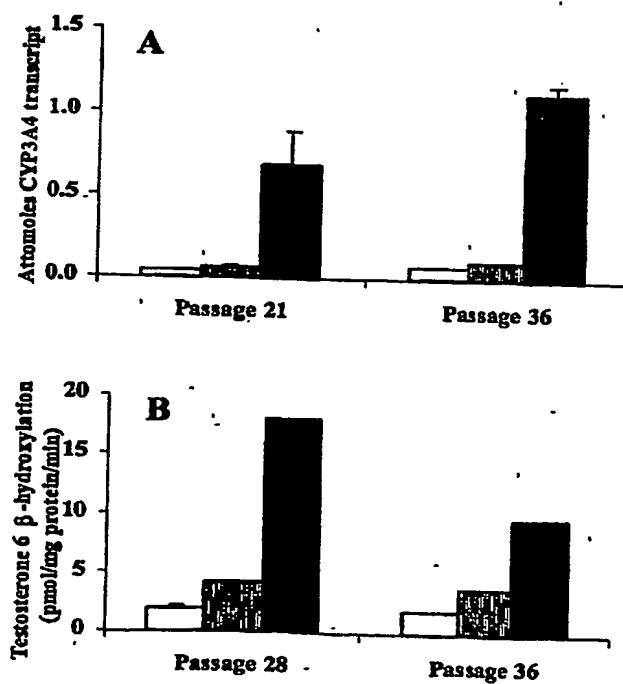 A
Attomoles CYP3A4 transcript
1.5
1.0
0.5
0.0
Passage 21
Passage 36
B
Testosterone 6 β-hydroxylation
(pmol/mg protein/min)
20
15
10
5
0
Passage 28
Passage 36